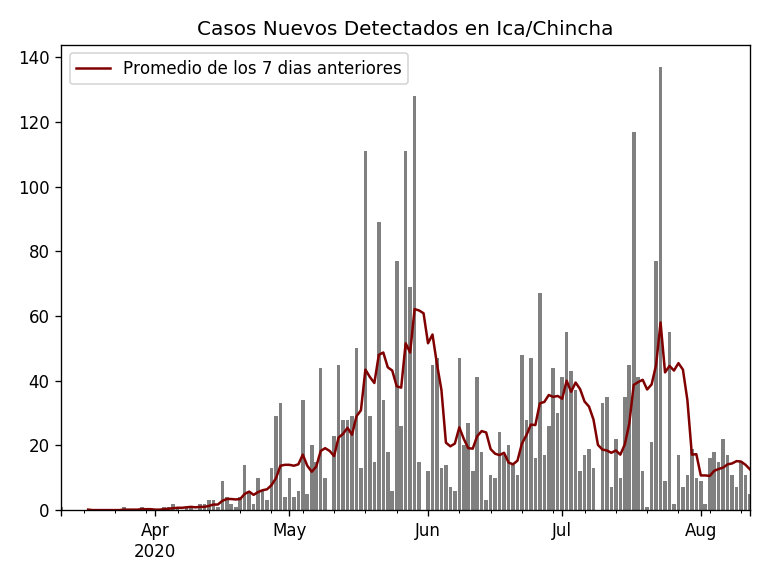 Casos Nuevos Detectados en Ica/Chincha
Promedio de los 7 dias anteriores
140
120
100
80
60
40
20
0
Apr
2020
May
Jun
Jul
Aug